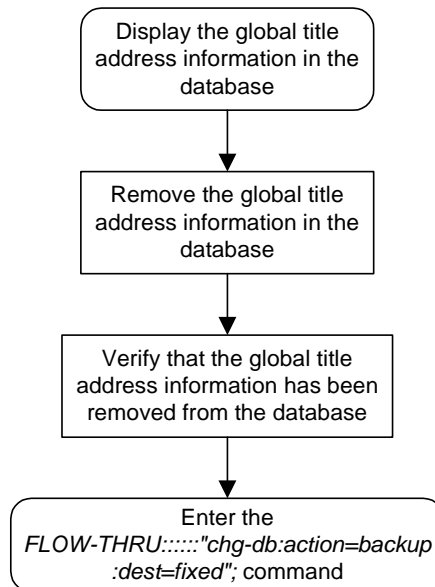 Display the global title
address information in the
database
Remove the global title
address information in the
database
Verify that the global title
address information has been
removed from the database
Enter the
FLOW-THRU::::::"chg-db:action=backup
:dest=fixed"; command